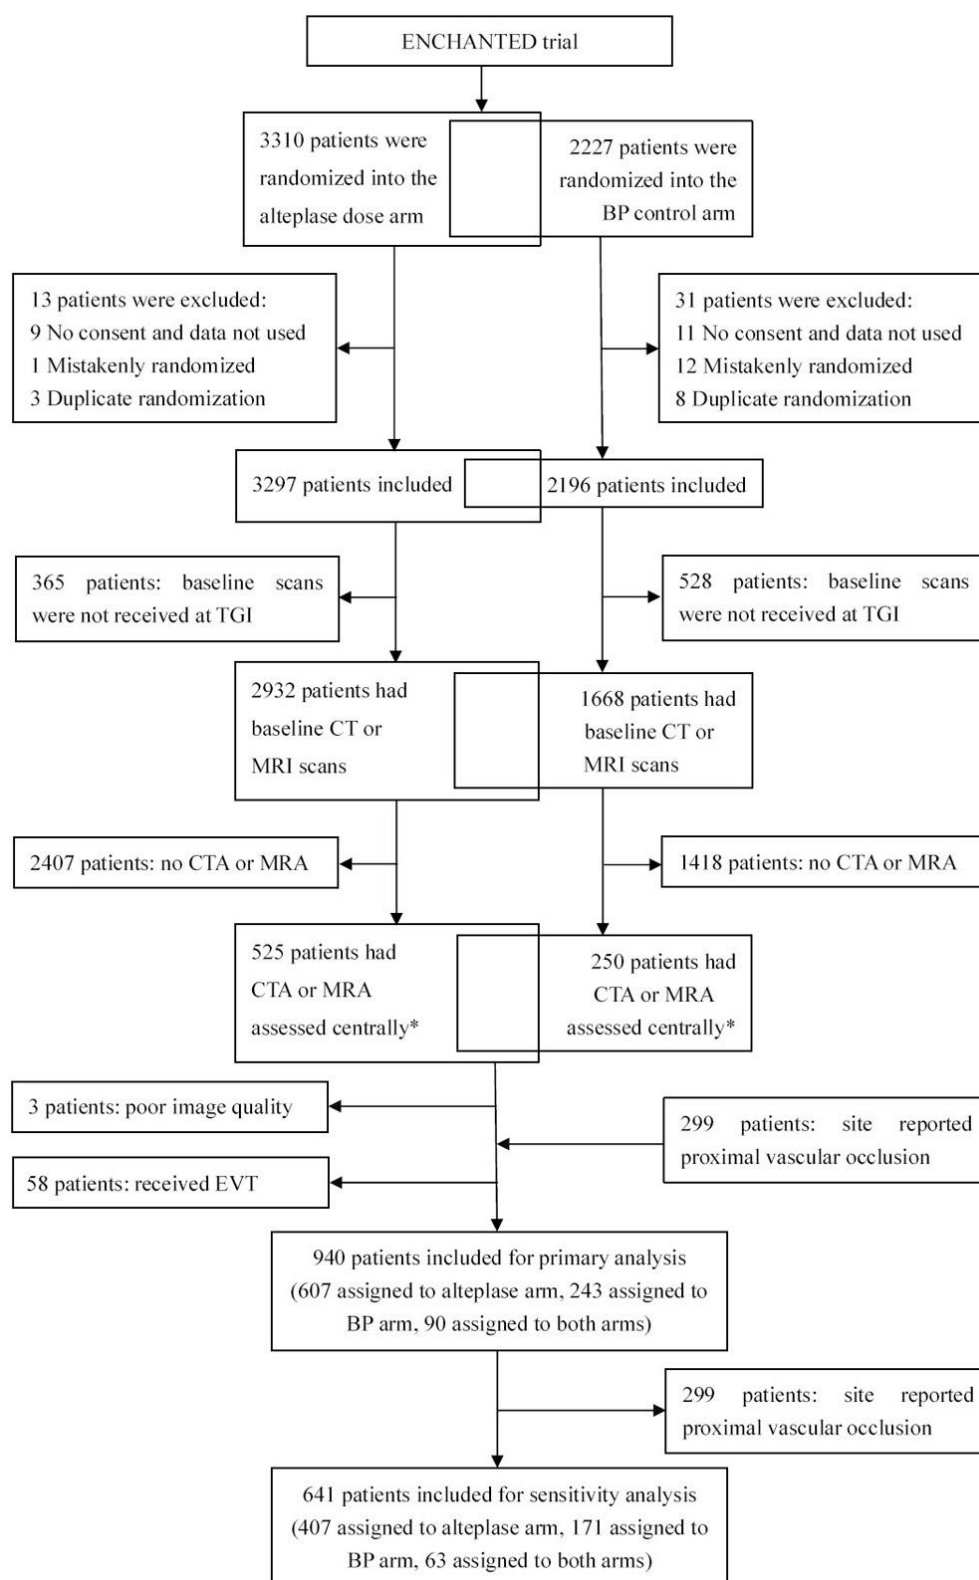 ENCHANTED trial
3310 patients were
randomized into the
alteplase dose arm
2227 patients were
randomized into the
BP control arm
13 patients were excluded:
9 No consent and data not used
1 Mistakenly randomized
3 Duplicate randomization
31 patients were excluded:
11 No consent and data not used
12 Mistakenly randomized
8 Duplicate randomization
3297 patients included
2196 patients included
365 patients: baseline scans
were not received at TGI
528 patients: baseline scans
were not received at TGI
2932 patients had
baseline CT or
MRI scans
1668 patients had
baseline CT or
MRI scans
2407 patients: no CTA or MRA
1418 patients: no CTA or MRA
525 patients had
CTA or MRA
assessed centrally*
250 patients had
CTA or MRA
assessed centrally*
3 patients: poor image quality
299 patients: site reported
proximal vascular occlusion
58 patients: received EVT
940 patients included for primary analysis
(607 assigned to alteplase arm, 243 assigned to
BP arm, 90 assigned to both arms)
299 patients: site reported
proximal vascular occlusion
641 patients included for sensitivity analysis
(407 assigned to alteplase arm, 171 assigned to
BP arm, 63 assigned to both arms)